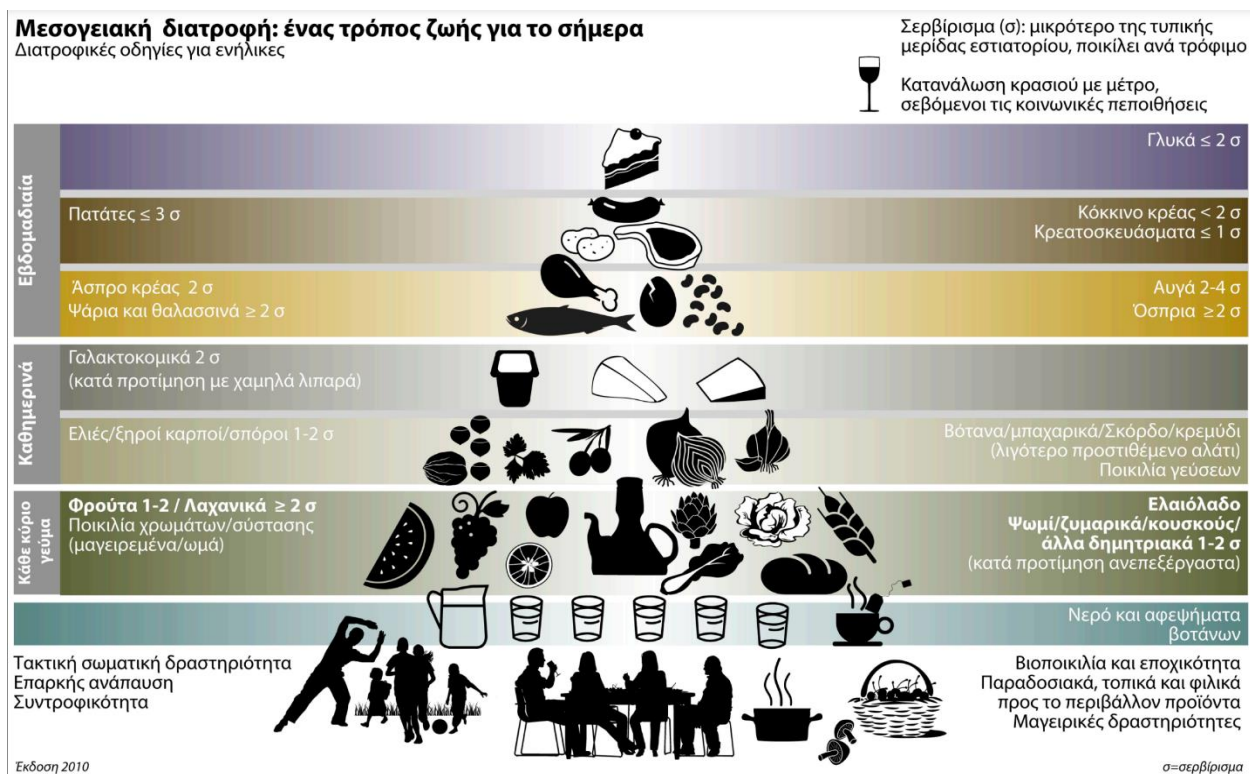 Μεσογειακή διατροφή: ένας τρόπος ζωής για το σήμερα
Διατροφικές οδηγίες για ενήλικες
Σερβίρισμα (σ): μικρότερο της τυπικής
μερίδας εστιατορίου, ποικίλει ανά τρόφιμο
Κατανάλωση κρασιού με μέτρο,
σεβόμενοι τις κοινωνικές πεποιθήσεις
Εβδομαδιαία
Γλυκά ≤ 2 σ
Πατάτες ≤ 3 σ
Κόκκινο κρέας < 2 σ
Κρεατοσκευάσματα ≤ 1 σ
Άσπρο κρέας 2 σ
Ψάρια και θαλασσινά ≥ 2 σ
Αυγά 2-4 σ
Όσπρια ≥2 σ
Καθημερινά
Γαλακτοκομικά 2 σ
(κατά προτίμηση με χαμηλά λιπαρά)
Ελιές/ξηροί καρποί/σπόροι 1-2 σ
Βότανα/μπαχαρικά/Σκόρδο/κρεμύδι
(λιγότερο προστιθέμενο αλάτι)
Ποικιλία γεύσεων
Κάθε κύριο
γεύμα
Φρούτα 1-2 / Λαχανικά ≥ 2 σ
Ποικιλία χρωμάτων/σύστασης
(μαγειρεμένα/ωμά)
Ελαιόλαδο
Ψωμί/ζυμαρικά/κουσκούς/
άλλα δημητριακά 1-2 σ
(κατά προτίμηση ανεπεξέργαστα)
Νερό και αφεψήματα
βοτάνων
Τακτική σωματική δραστηριότητα
Επαρκής ανάπαυση
Συντροφικότητα
Βιοποικιλία και εποχικότητα
Παραδοσιακά, τοπικά και φιλικά
προς το περιβάλλον προϊόντα
Μαγειρικές δραστηριότητες
Έκδοση 2010
σ=σερβίρισμα